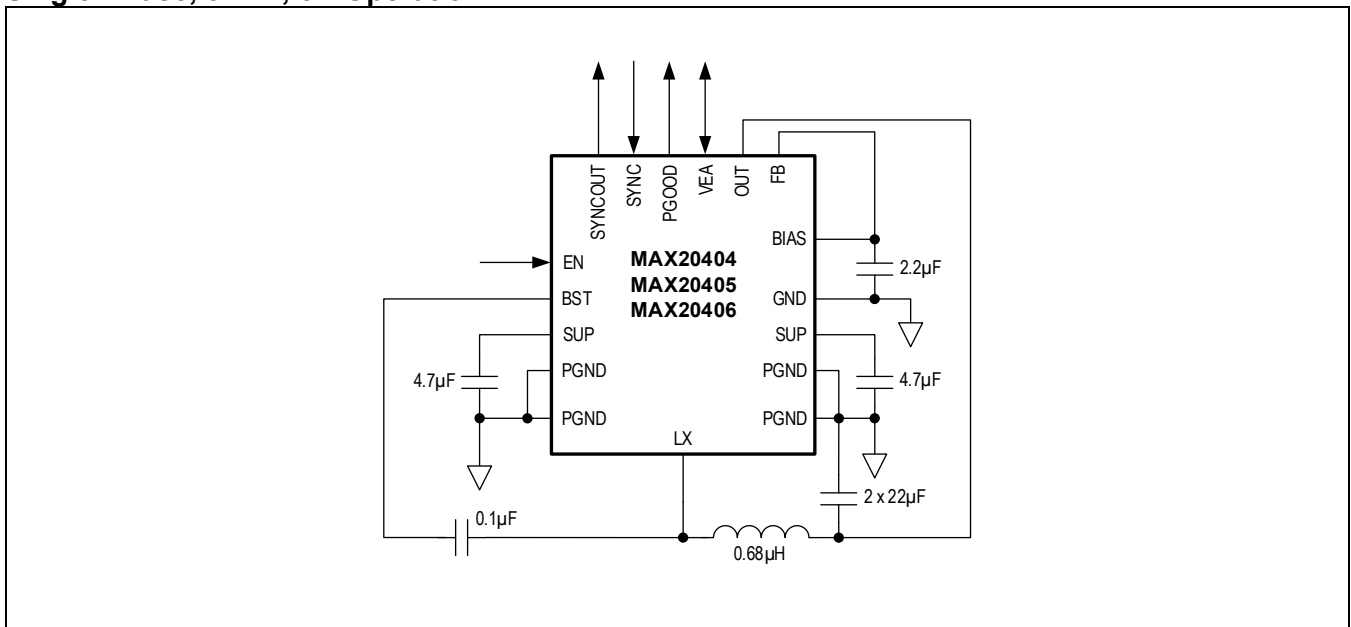 SYNCOUT
SYNC
PGOOD
VEA
OUT
FB
BIAS
EN
MAX20404
MAX20405
MAX20406
2.2µF
BST
GND
SUP
SUP
4.7µF
PGND
PGND
4.7µF
PGND
PGND
LX
2 x 22µF
0.1µF
0.68µH